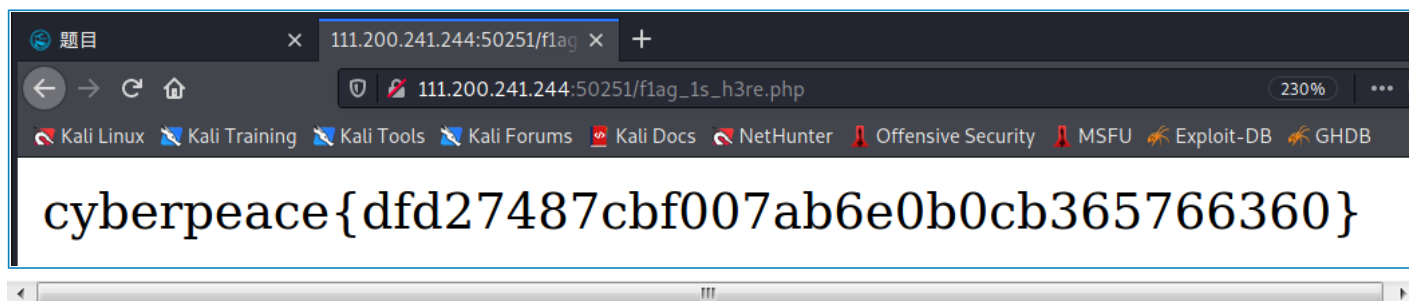 题目
111.200.241.244:50251/f1ag
111.200.241.244:50251/f1ag_1s_h3re.php
230%
Kali Linux Kali Training Kali Tools Kali Forums Kali Docs NetHunter Offensive Security MSFU Exploit-DB GHDB
cyberpeace{dfd27487cbf007ab6e0b0cb365766360}